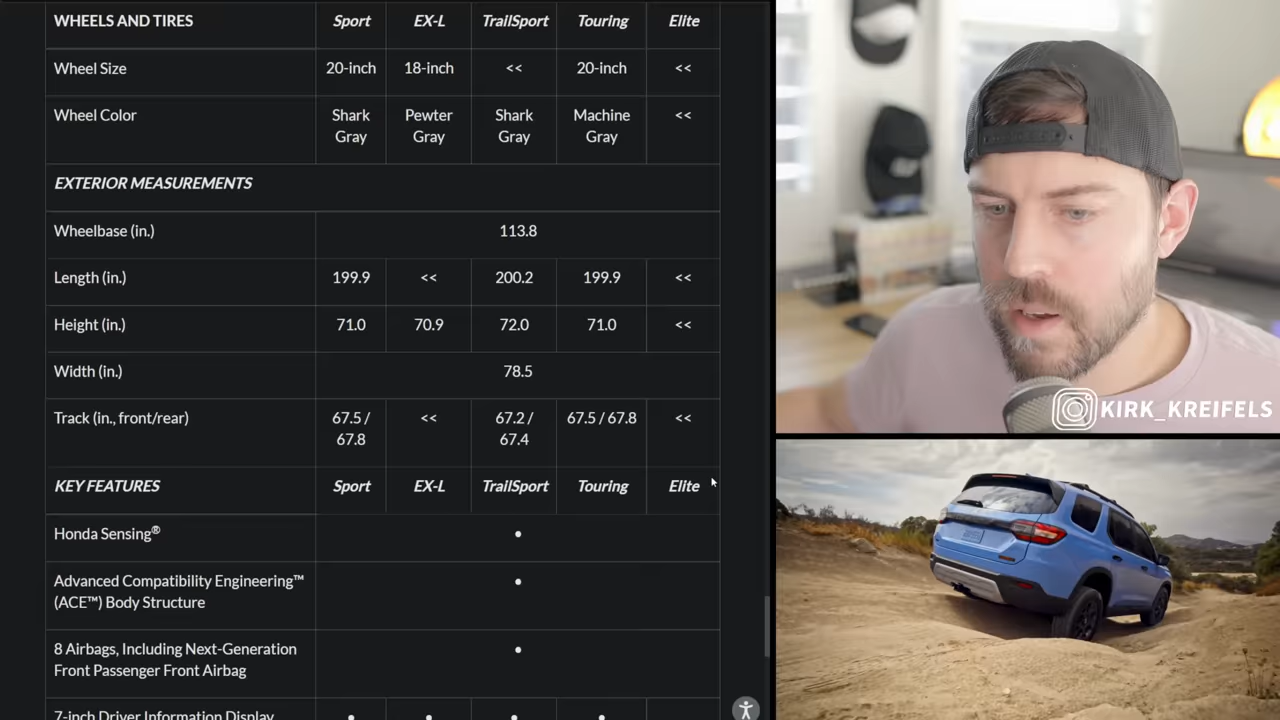 WHEELS AND TIRES Sport EX-L TrailSport Touring Elite
Wheel Size 20-inch 18-inch << 20-inch <<
Wheel Color Shark Gray Pewter Gray Shark Gray Machine Gray <<
EXTERIOR MEASUREMENTS
Wheelbase (in.) 113.8
Length (in.) 199.9 << 200.2 199.9 <<
Height (in.) 71.0 70.9 72.0 71.0 <<
Width (in.) 78.5
Track (in., front/rear) 67.5 / 67.8 << 67.2 / 67.4 67.5 / 67.8 <<
KEY FEATURES Sport EX-L TrailSport Touring Elite
Honda Sensing® •
Advanced Compatibility Engineering™
(ACE™) Body Structure •
8 Airbags, Including Next-Generation
Front Passenger Front Airbag •
7-inch Driver Information Display • • • •
KIRK_KREIFELS